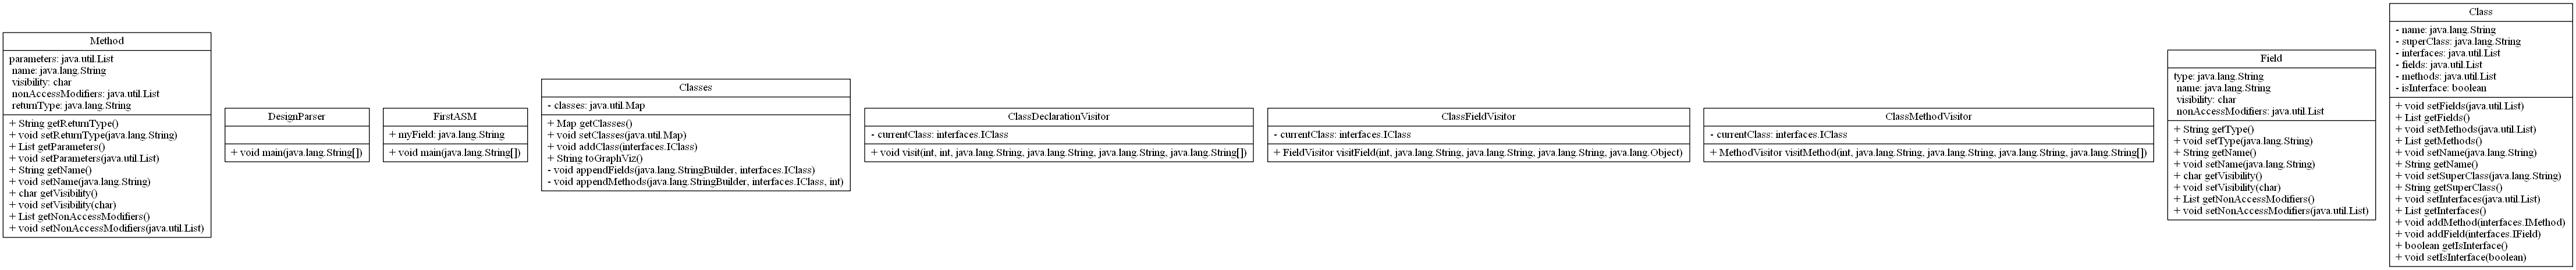 Method
parameters: java.util.List
name: java.lang.String
visibility: char
nonAccessModifiers: java.util.List
returnType: java.lang.String
+ String getReturnType()
+ void setReturnType(java.lang.String)
+ List getParameters()
+ void setParameters(java.util.List)
+ String getName()
+ void setName(java.lang.String)
+ char getVisibility()
+ void setVisibility(char)
+ List getNonAccessModifiers()
+ void setNonAccessModifiers(java.util.List)
DesignParser
+ void main(java.lang.String[])
FirstASM
+ myField: java.lang.String
+ void main(java.lang.String[])
Classes
- classes: java.util.Map
+ Map getClasses()
+ void setClasses(java.util.Map)
+ void addClass(interfaces.IClass)
+ String toGraphViz()
- void appendFields(java.lang.StringBuilder, interfaces.IClass)
- void appendMethods(java.lang.StringBuilder, interfaces.IClass, int)
ClassDeclarationVisitor
- currentClass: interfaces.IClass
+ void visit(int, int, java.lang.String, java.lang.String, java.lang.String, java.lang.String[])
ClassFieldVisitor
- currentClass: interfaces.IClass
+ FieldVisitor visitField(int, java.lang.String, java.lang.String, java.lang.String, java.lang.Object)
ClassMethodVisitor
- currentClass: interfaces.IClass
+ MethodVisitor visitMethod(int, java.lang.String, java.lang.String, java.lang.String, java.lang.String[])
Field
type: java.lang.String
name: java.lang.String
visibility: char
nonAccessModifiers: java.util.List
+ String getType()
+ void setType(java.lang.String)
+ String getName()
+ void setName(java.lang.String)
+ char getVisibility()
+ void setVisibility(char)
+ List getNonAccessModifiers()
+ void setNonAccessModifiers(java.util.List)
Class
- name: java.lang.String
- superClass: java.lang.String
- interfaces: java.util.List
- fields: java.util.List
- methods: java.util.List
- isInterface: boolean
+ void setFields(java.util.List)
+ List getFields()
+ void setMethods(java.util.List)
+ List getMethods()
+ void setName(java.lang.String)
+ String getName()
+ void setSuperClass(java.lang.String)
+ String getSuperClass()
+ void setInterfaces(java.util.List)
+ List getInterfaces()
+ void addMethod(interfaces.IMethod)
+ void addField(interfaces.IField)
+ boolean getIsInterface()
+ void setIsInterface(boolean)